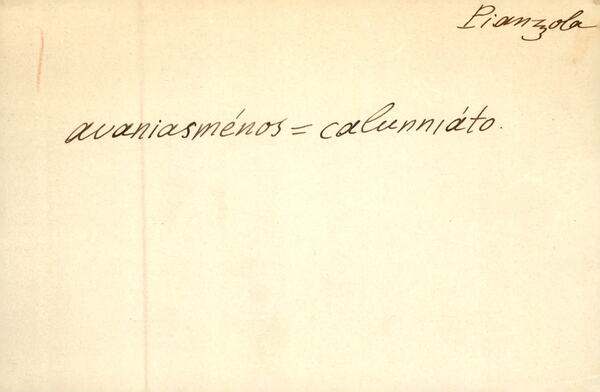 Pianzola
avaniasménos = calunniáto.